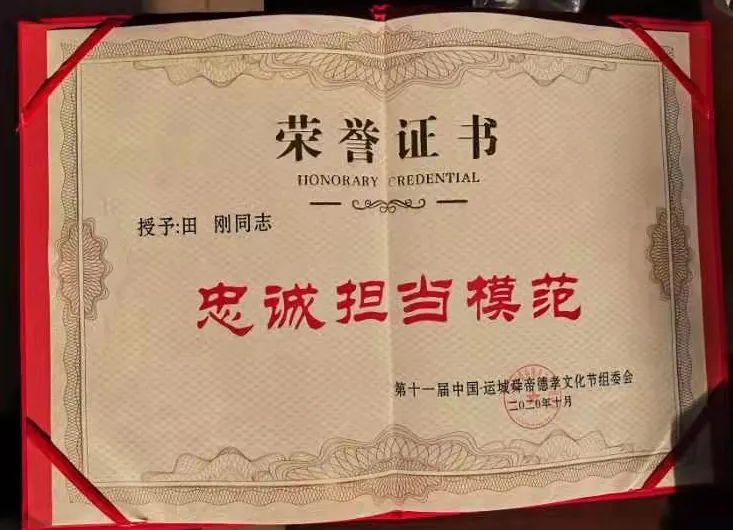 荣誉证书
HONORARY CREDENTIAL
授予:田 刚同志
忠诚担当模范
第十一届中国·运城舜帝德孝文化节组委会
二〇二〇年十月